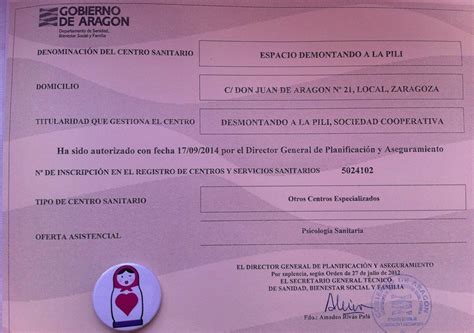 GOBIERNO
DE ARAGON
Departamento de Sanidad,
Bienestar Social y Familia
DENOMINACIÓN DEL CENTRO SANITARIO
ESPACIO DEMONTANDO A LA PILI
DOMICILIO
C/ DON JUAN DE ARAGON Nº 21, LOCAL, ZARAGOZA
TITULARIDAD QUE GESTIONA EL CENTRO
DESMONTANDO A LA PILI, SOCIEDAD COOPERATIVA
Ha sido autorizado con fecha 17/09/2014 por el Director General de Planificación y Aseguramiento
Nº DE INSCRIPCIÓN EN EL REGISTRO DE CENTROS Y SERVICIOS SANITARIOS 5024102
TIPO DE CENTRO SANITARIO
Otros Centros Especializados
OFERTA ASISTENCIAL
Psicología Sanitaria
EL DIRECTOR GENERAL DE PLANIFICACIÓN Y ASEGURAMIENTO
Por suplencia, según Orden de 27 de julio de 2012
EL SECRETARIO GENERAL TÉCNICO
DE SANIDAD, BIENESTAR SOCIAL Y FAMILIA
Fdo.: Amadeo Rivas Palá